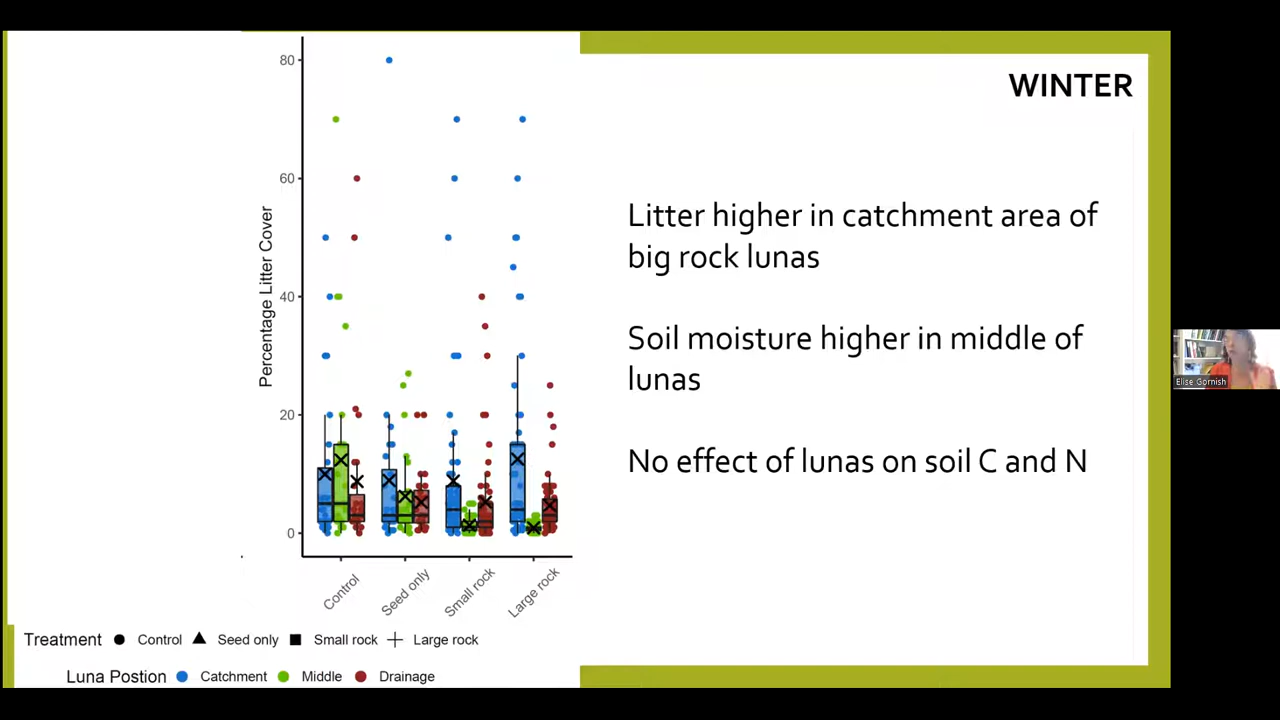 WINTER
Litter higher in catchment area of
big rock lunas
Soil moisture higher in middle of
lunas
No effect of lunas on soil C and N
Percentage Litter Cover
80
60
40
20
0
Control
Seed only
Small rock
Large rock
Treatment Control Seed only Small rock Large rock
Luna Postion Catchment Middle Drainage
Elise Gornish